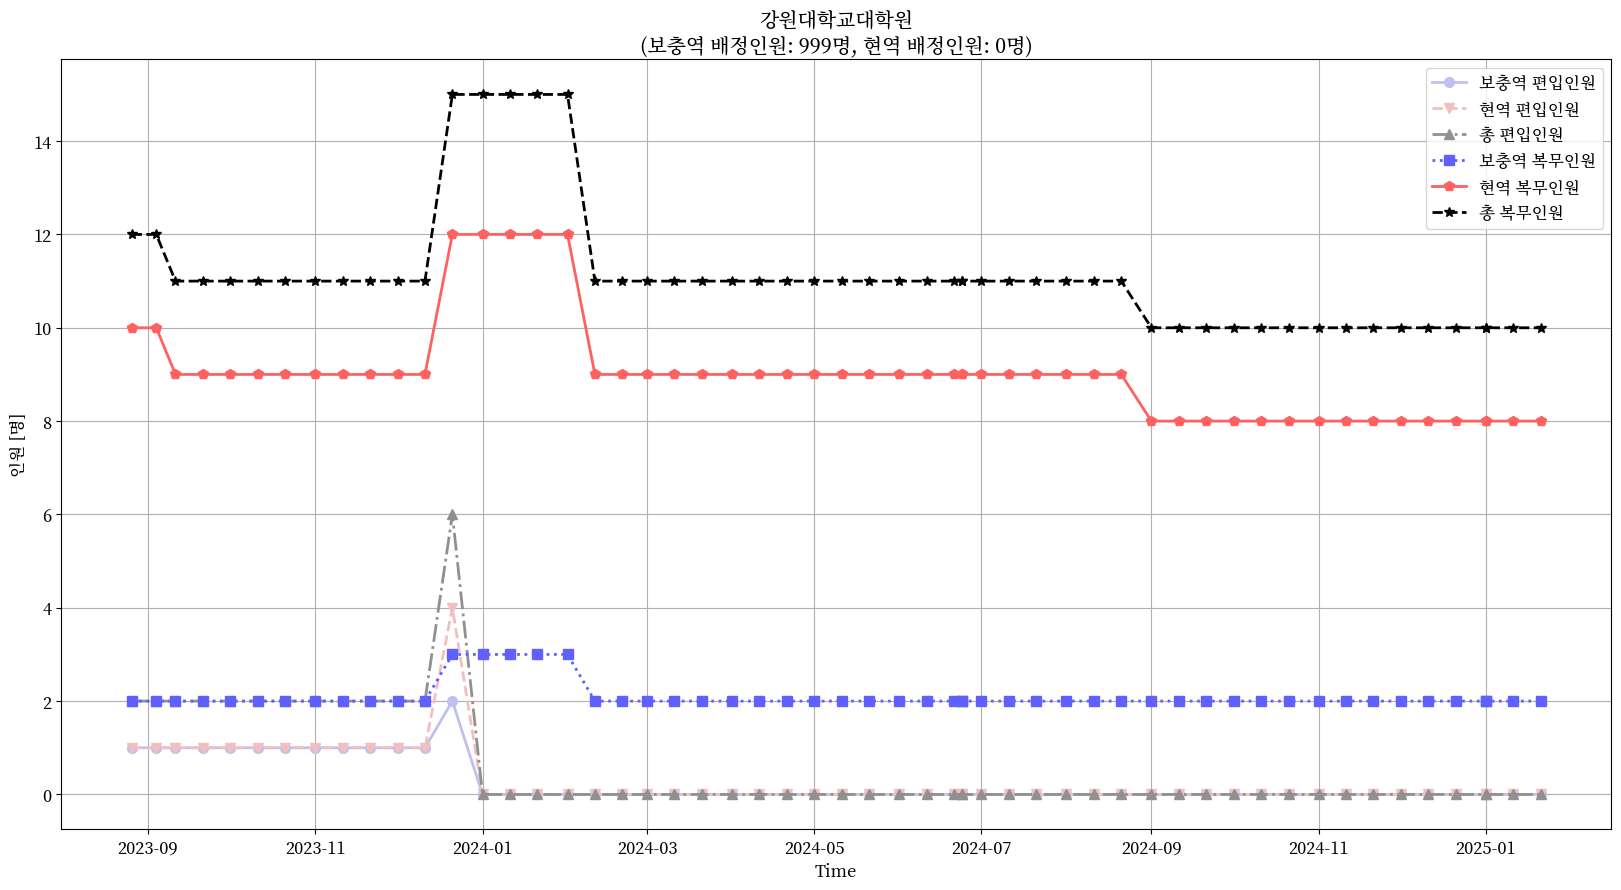 강원대학교대학원
(보충역 배정인원: 999명, 현역 배정인원: 0명)
보충역 편입인원
현역 편입인원
총 편입인원
보충역 복무인원
현역 복무인원
총 복무인원
인원 [명]
14
12
10
8
6
4
2
0
2023-09 2023-11 2024-01 2024-03 2024-05 2024-07 2024-09 2024-11 2025-01
Time